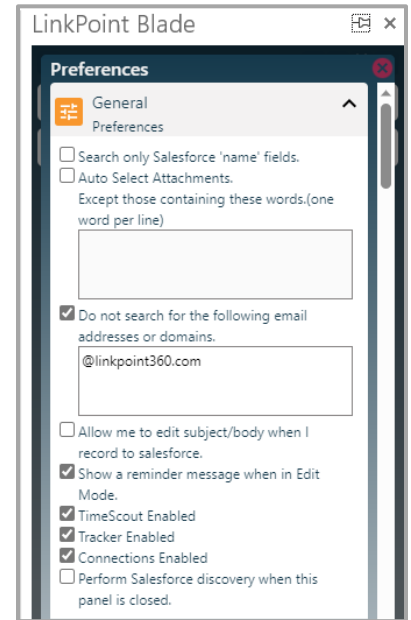 LinkPoint Blade
Preferences
General
Preferences
Search only Salesforce 'name' fields.
Auto Select Attachments.
Except those containing these words.(one
word per line)
Do not search for the following email
addresses or domains.
@linkpoint360.com
Allow me to edit subject/body when I
record to salesforce.
Show a reminder message when in Edit
Mode.
TimeScout Enabled
Tracker Enabled
Connections Enabled
Perform Salesforce discovery when this
panel is closed.